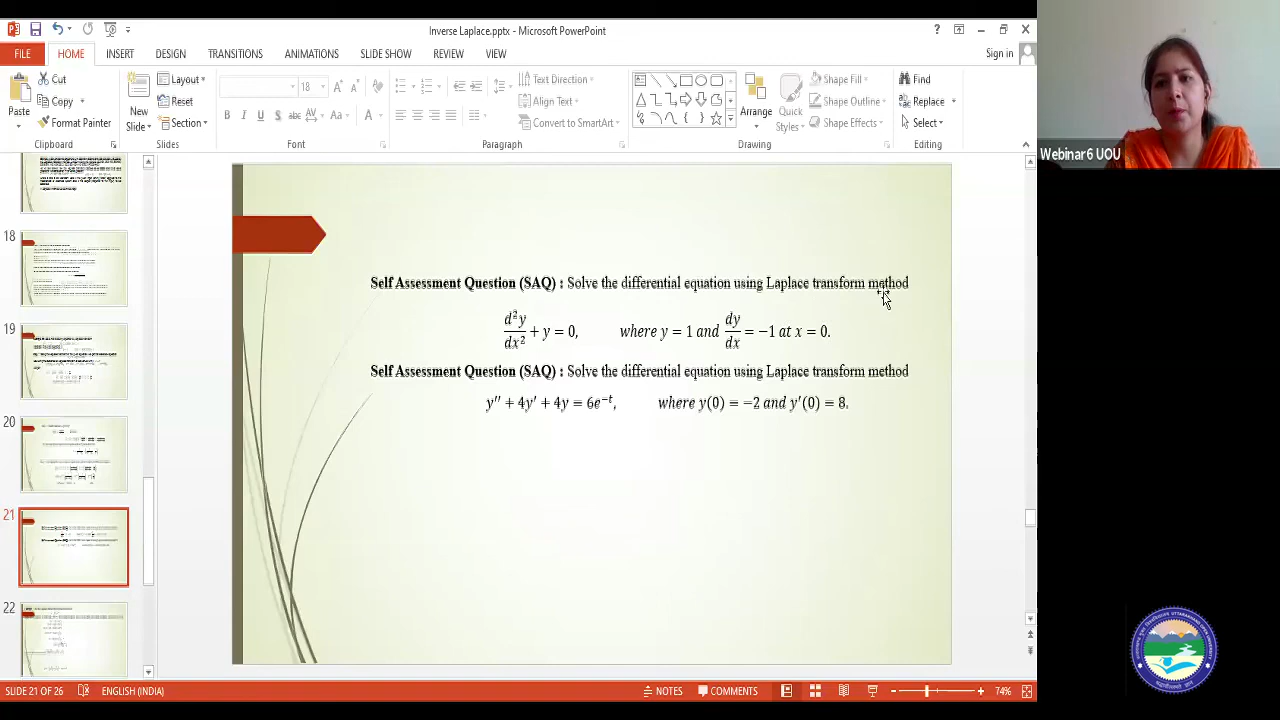 Inverse Laplace.pptx - Microsoft PowerPoint
Sign in
FILE HOME INSERT DESIGN TRANSITIONS ANIMATIONS SLIDE SHOW REVIEW VIEW
Paste
Cut
Copy
Format Painter
Clipboard
New
Slide
Layout
Reset
Section
Slides
18
Font
Text Direction
Align Text
Convert to SmartArt
Paragraph
Arrange
Quick
Styles
Shape Fill
Shape Outline
Shape Effects
Drawing
Find
Replace
Select
Editing
Webinar6 UOU
18
19
20
21
22
Self Assessment Question (SAQ) : Solve the differential equation using Laplace transform method
d²y/dx² + y = 0, where y = 1 and dy/dx = −1 at x = 0.
Self Assessment Question (SAQ) : Solve the differential equation using Laplace transform method
y′′ + 4y′ + 4y = 6e⁻ᵗ, where y(0) = −2 and y′(0) = 8.
SLIDE 21 OF 26 ENGLISH (INDIA) NOTES COMMENTS 74%